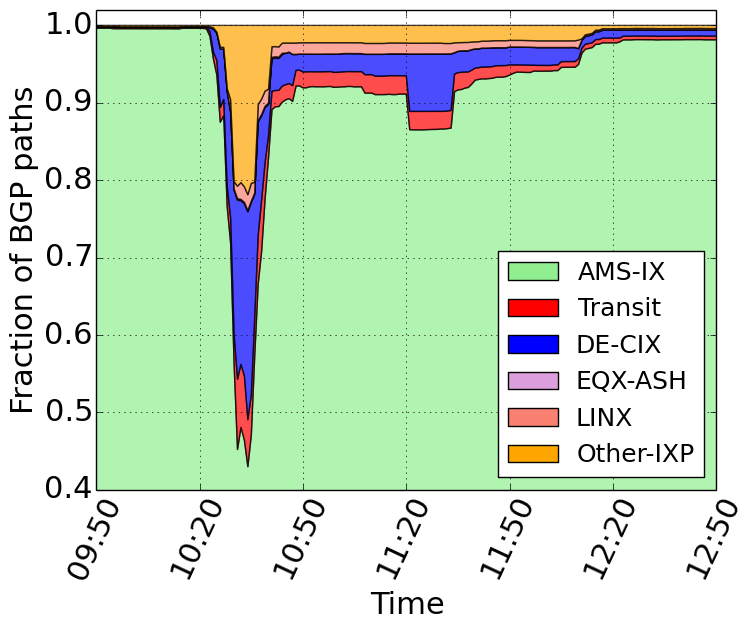 Fraction of BGP paths
1.0
0.9
0.8
0.7
0.6
0.5
0.4
AMS-IX
Transit
DE-CIX
EQX-ASH
LINX
Other-IXP
09:50
10:20
10:50
11:20
11:50
12:20
12:50
Time